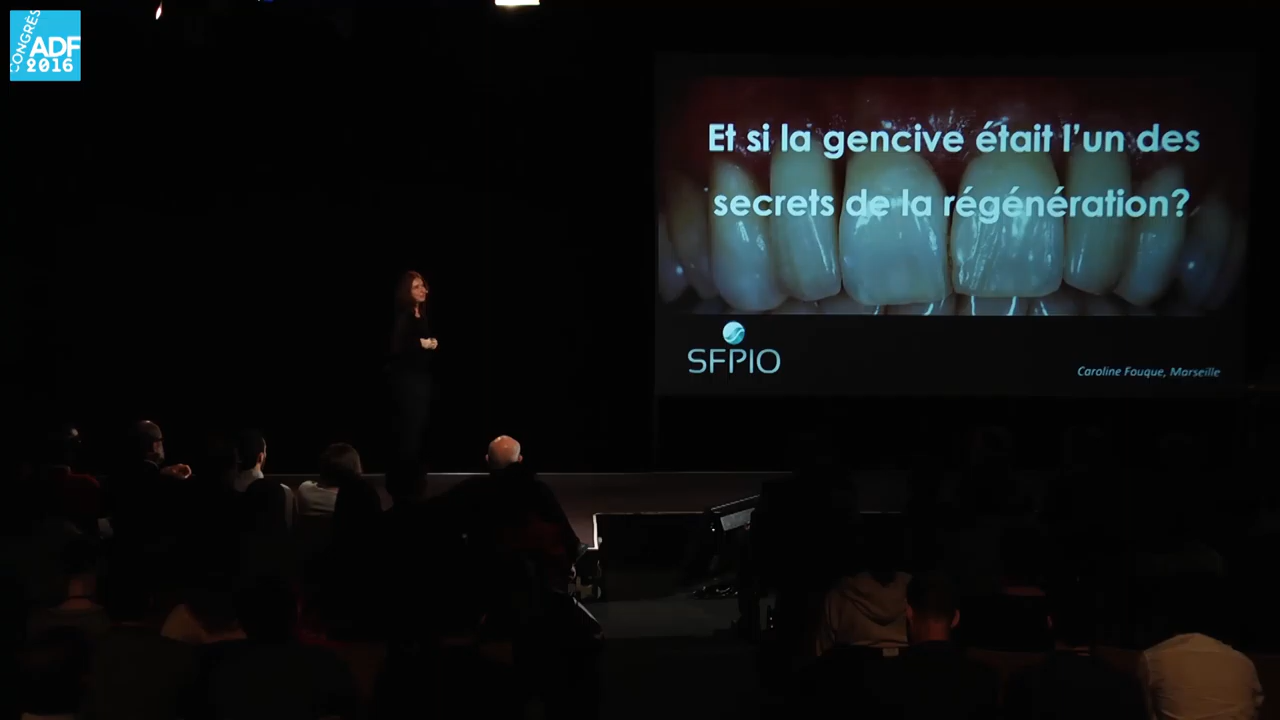 CONGRÈS
ADF
2016
Et si la gencive était l'un des
secrets de la régénération?
SFPIO
Caroline Fouque, Marseille